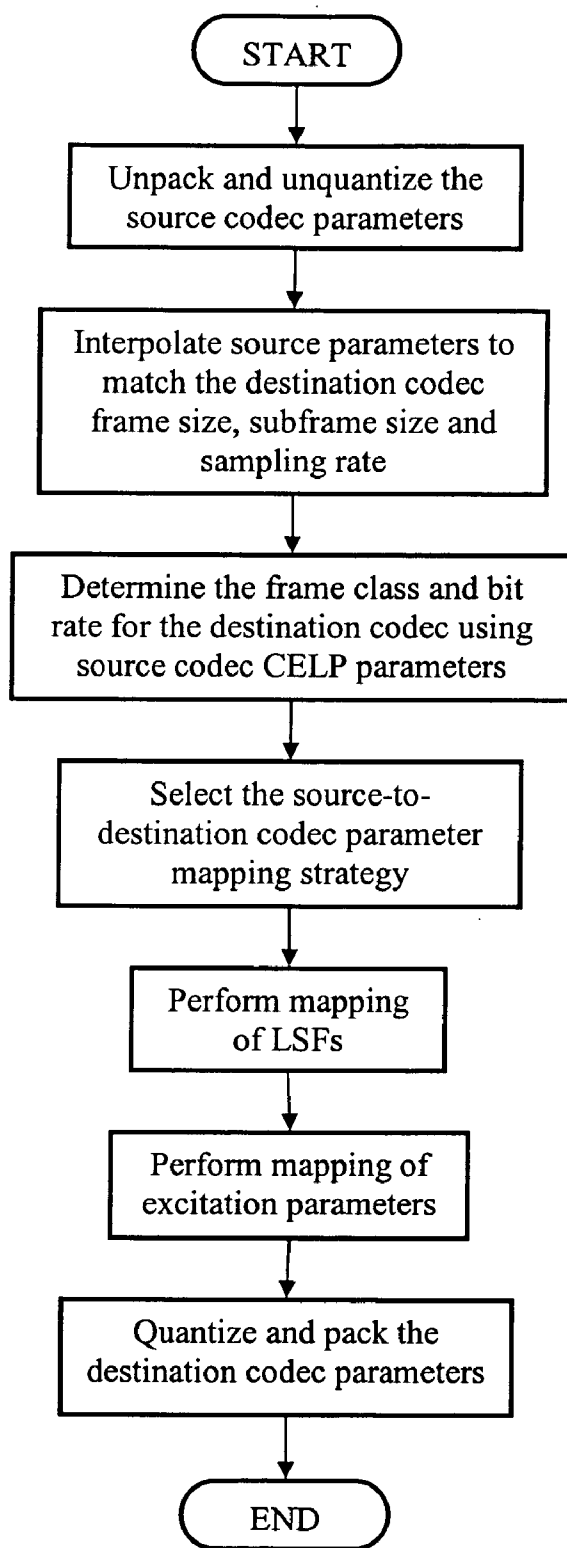 START
Unpack and unquantize the
source codec parameters
Interpolate source parameters to
match the destination codec
frame size, subframe size and
sampling rate
Determine the frame class and bit
rate for the destination codec using
source codec CELP parameters
Select the source-to-
destination codec parameter
mapping strategy
Perform mapping
of LSFs
Perform mapping of
excitation parameters
Quantize and pack the
destination codec parameters
END